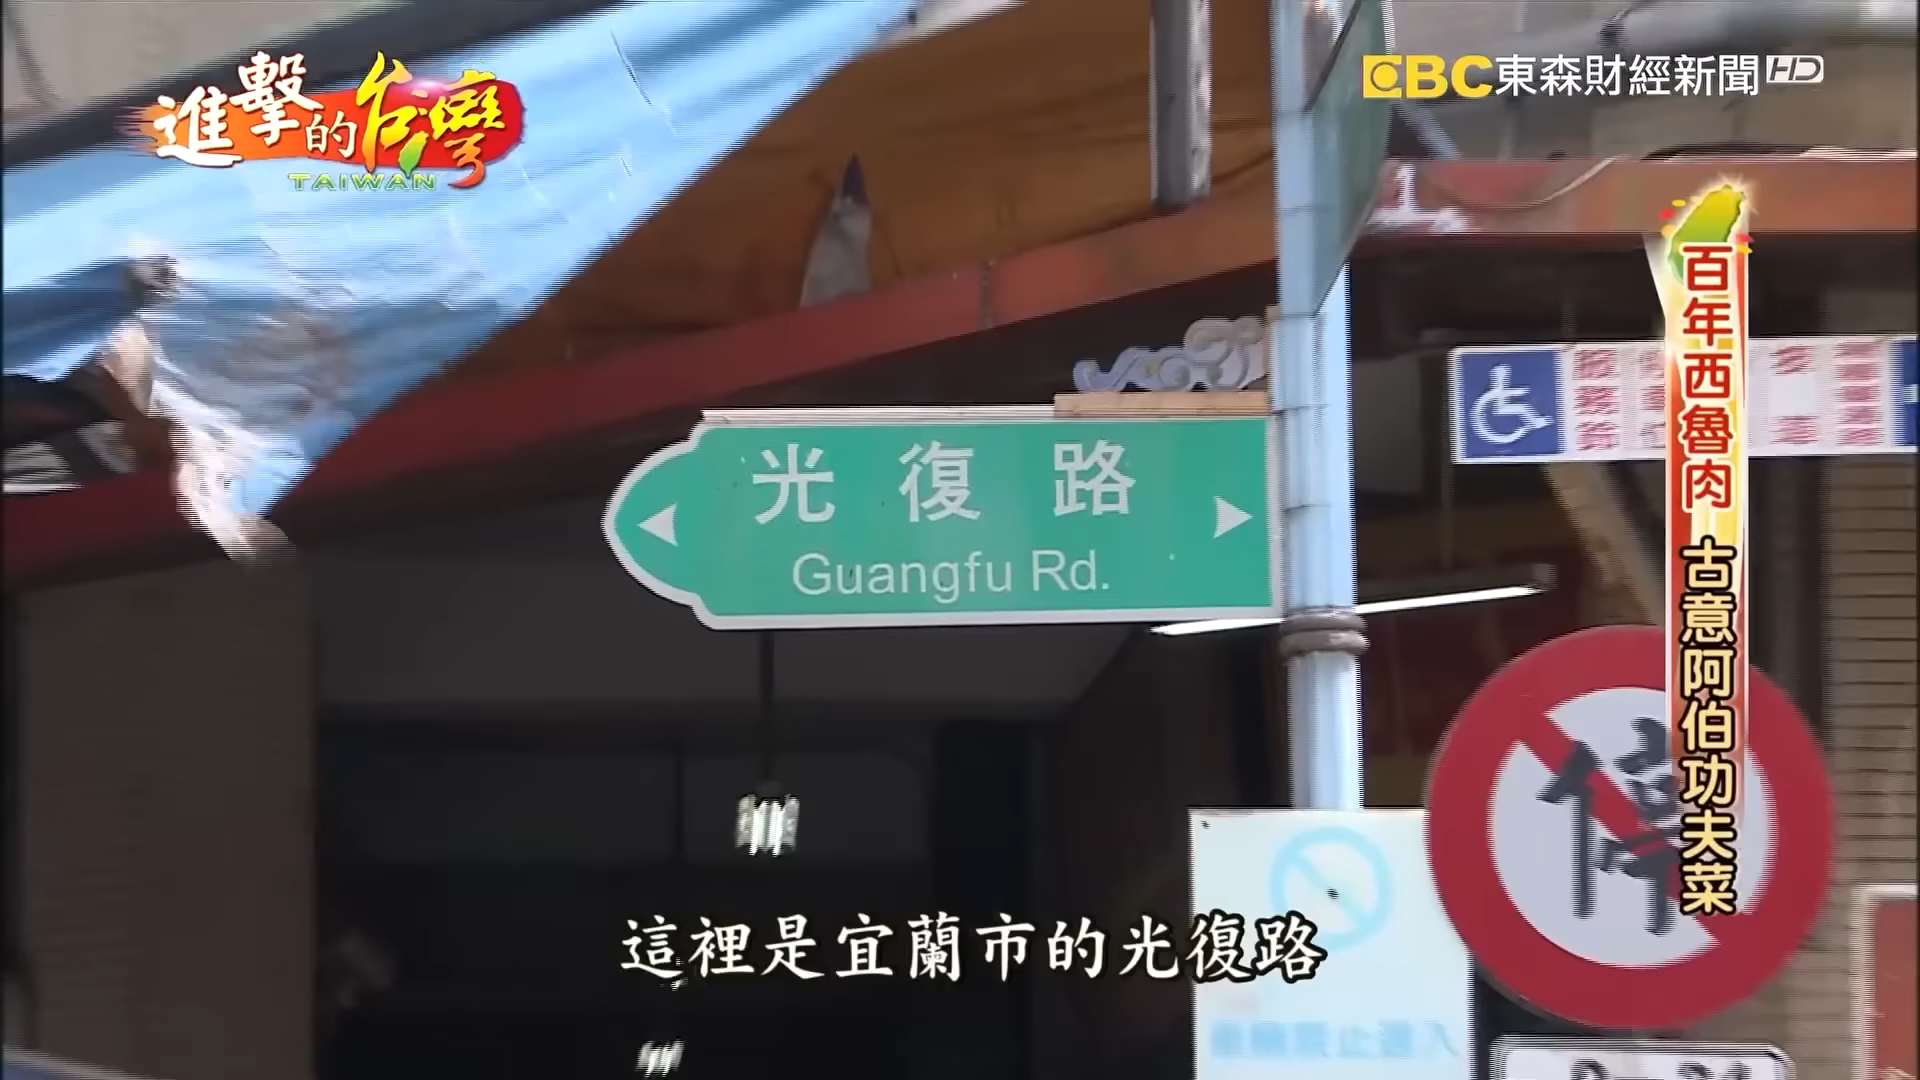 進擊的台灣
TAIWAN
EBC東森財經新聞HD
百年西魯肉 古意阿伯功夫菜
光復路
Guangfu Rd.
停
這裡是宜蘭市的光復路